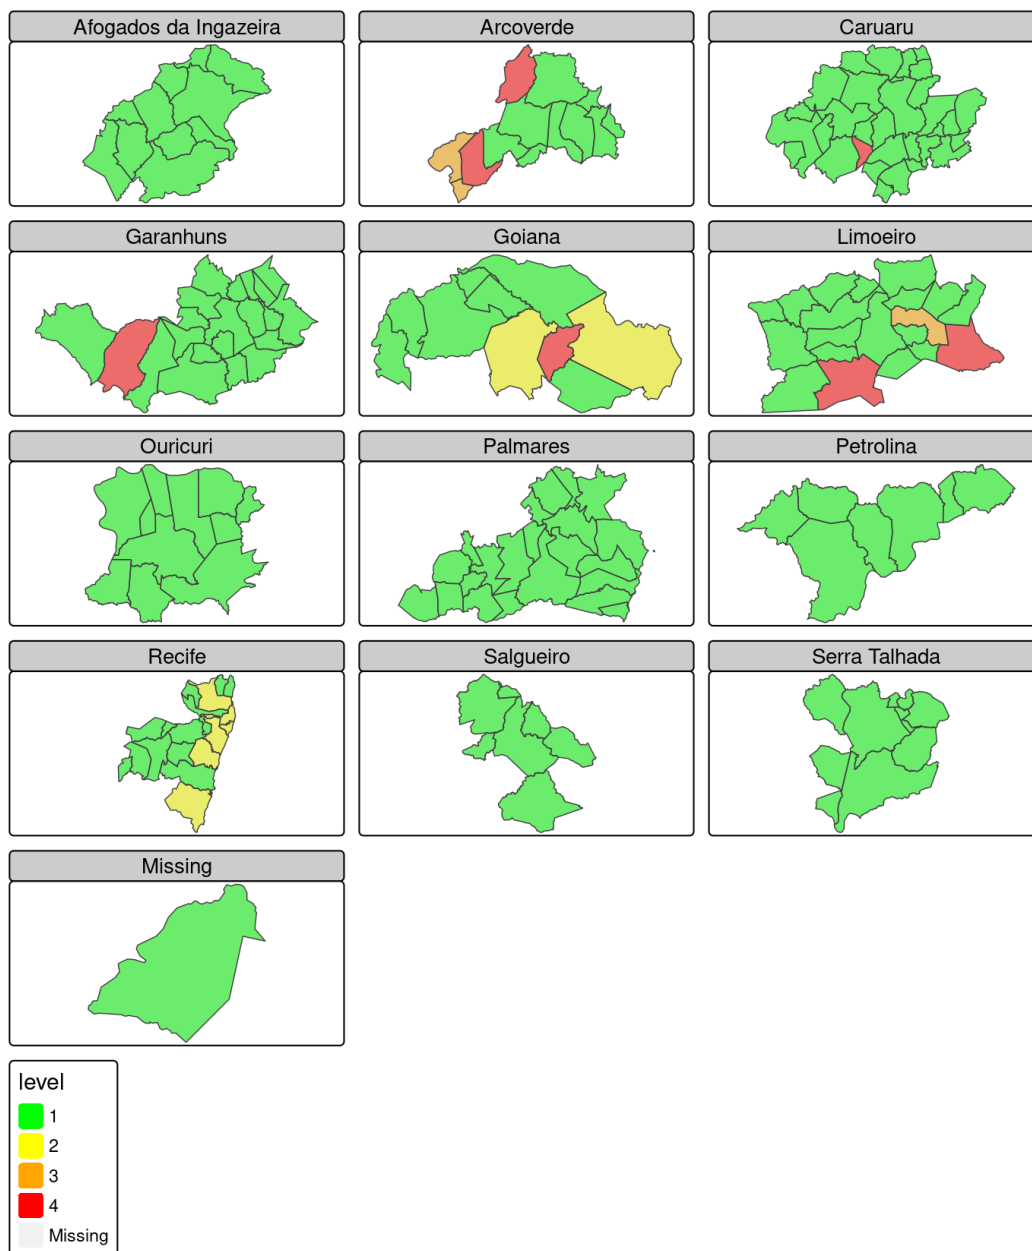 Afogados da Ingazeira
Arcoverde
Caruaru
Garanhuns
Goiana
Limoeiro
Ouricuri
Palmares
Petrolina
Recife
Salgueiro
Serra Talhada
Missing
level
1
2
3
4
Missing